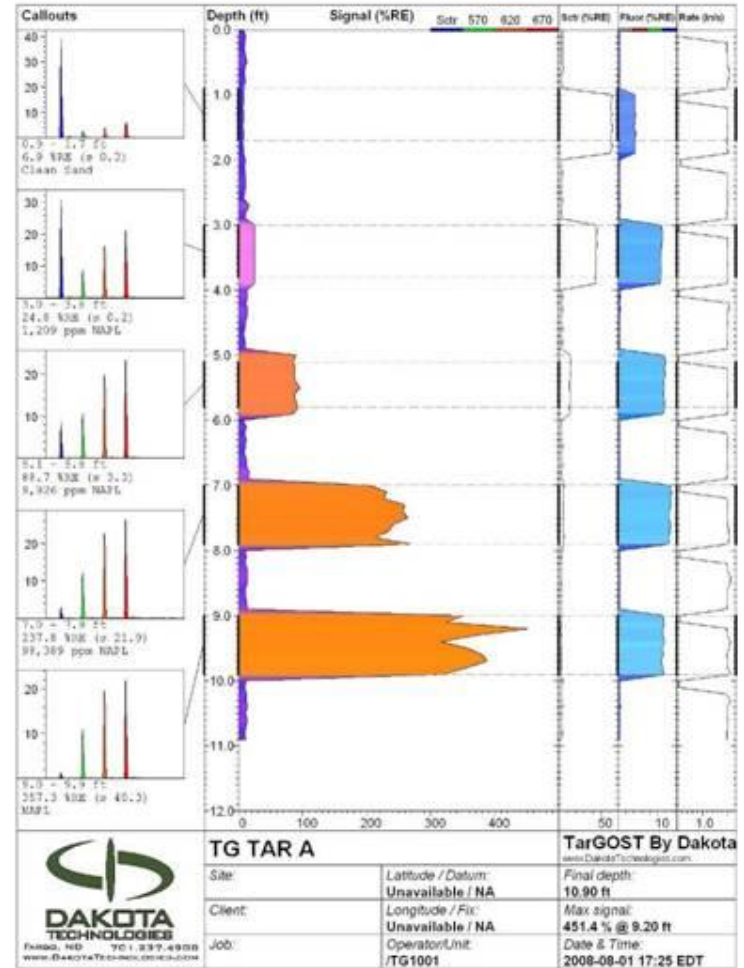 Callouts
Depth (ft) Signal (%RE) Sctr 570 620 670 Sctr (%RE) Fluor (%RE) Rate (in/s)
40
30
20
10
0.9 - 1.7 ft
6.9 %RE (σ 0.3)
Clean Sand
30
20
10
3.0 - 3.8 ft
24.8 %RE (σ 0.2)
1,209 ppm NAPL
20
10
5.1 - 5.8 ft
88.7 %RE (σ 3.3)
ppm NAPL
20
10
7.0 - 7.9 ft
237.8 %RE (σ 21.9)
ppm NAPL
20
10
9.0 - 9.9 ft
357.3 %RE (σ 40.3)
NAPL
0.0
1.0
2.0
3.0
4.0
5.0
6.0
7.0
8.0
9.0
10.0
11.0
12.0
0 100 200 300 400 50 10 1.0
DAKOTA
TECHNOLOGIES
FARGO, ND 701.237.4908
www.DakotaTechnologies.com
TG TAR A
TarGOST By Dakota
www.DakotaTechnologies.com
Site:
Latitude / Datum:
Unavailable / NA
Final depth:
10.90 ft
Client:
Longitude / Fix:
Unavailable / NA
Max signal:
451.4 % @ 9.20 ft
Job:
Operator/Unit:
/TG1001
Date & Time:
2008-08-01 17:25 EDT